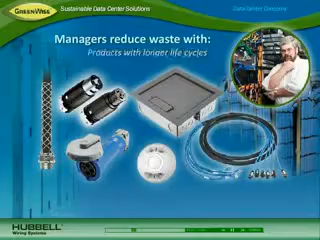 GreenWise
Sustainable Data Center Solutions
Data Center Concerns
Managers reduce waste with:
Products with longer life cycles
HUBBELL
Wiring Systems